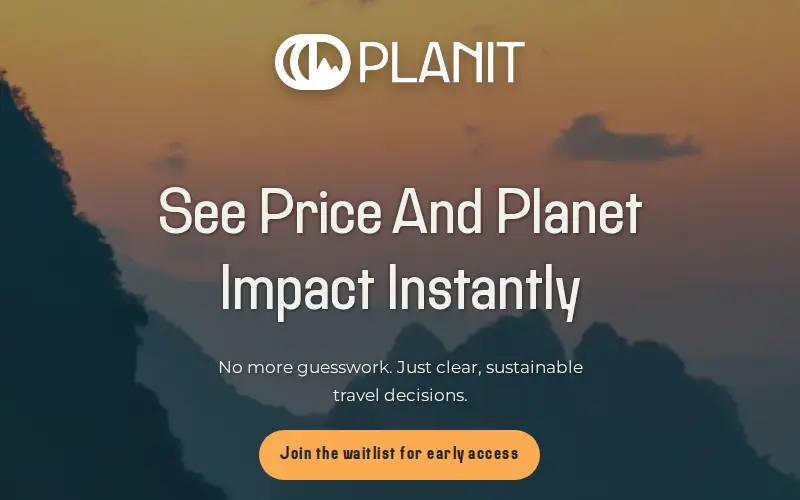 PLANIT
See Price And Planet
Impact Instantly
No more guesswork. Just clear, sustainable
travel decisions.
Join the waitlist for early access